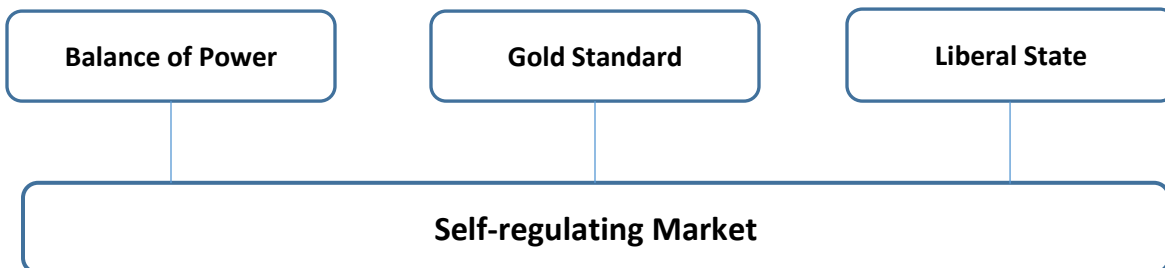 Balance of Power
Gold Standard
Liberal State
Self-regulating Market